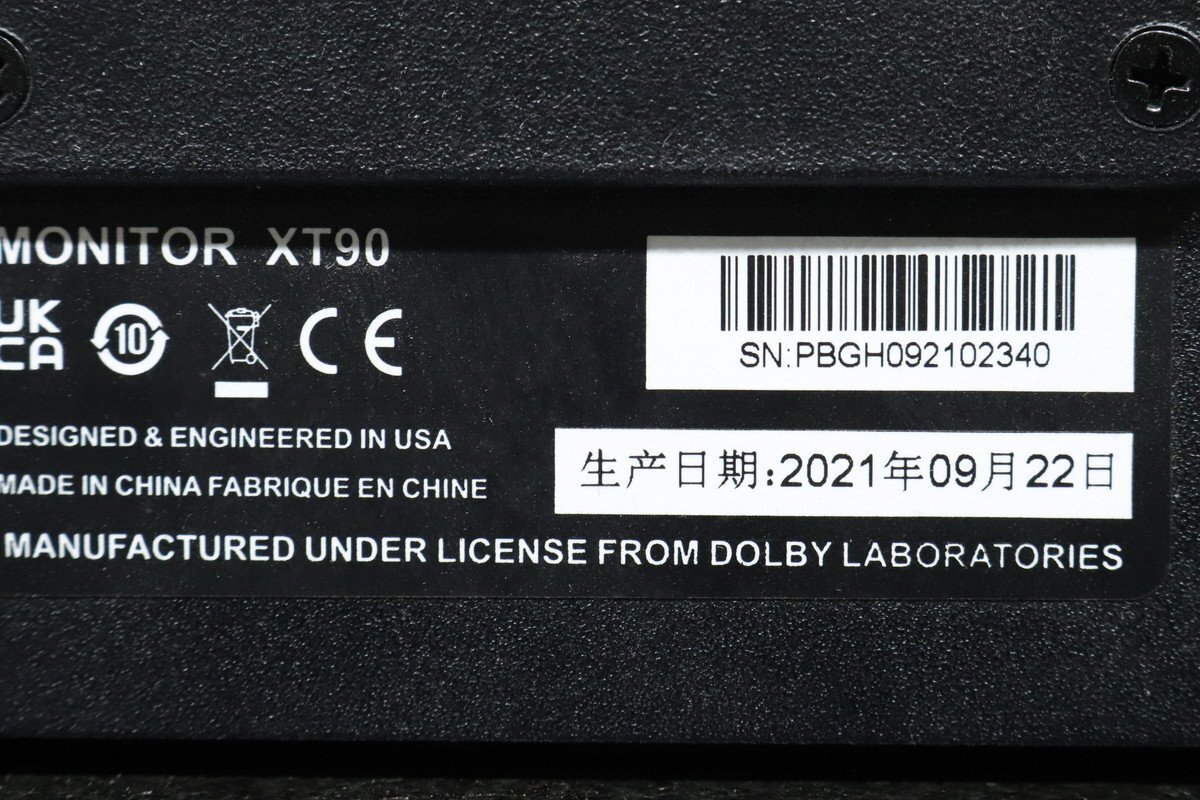 MONITOR XT90
SN:PBGH092102340
UK
CA
10
CE
DESIGNED & ENGINEERED IN USA
生产日期:2021年09月22日
MADE IN CHINA FABRIQUE EN CHINE
MANUFACTURED UNDER LICENSE FROM DOLBY LABORATORIES